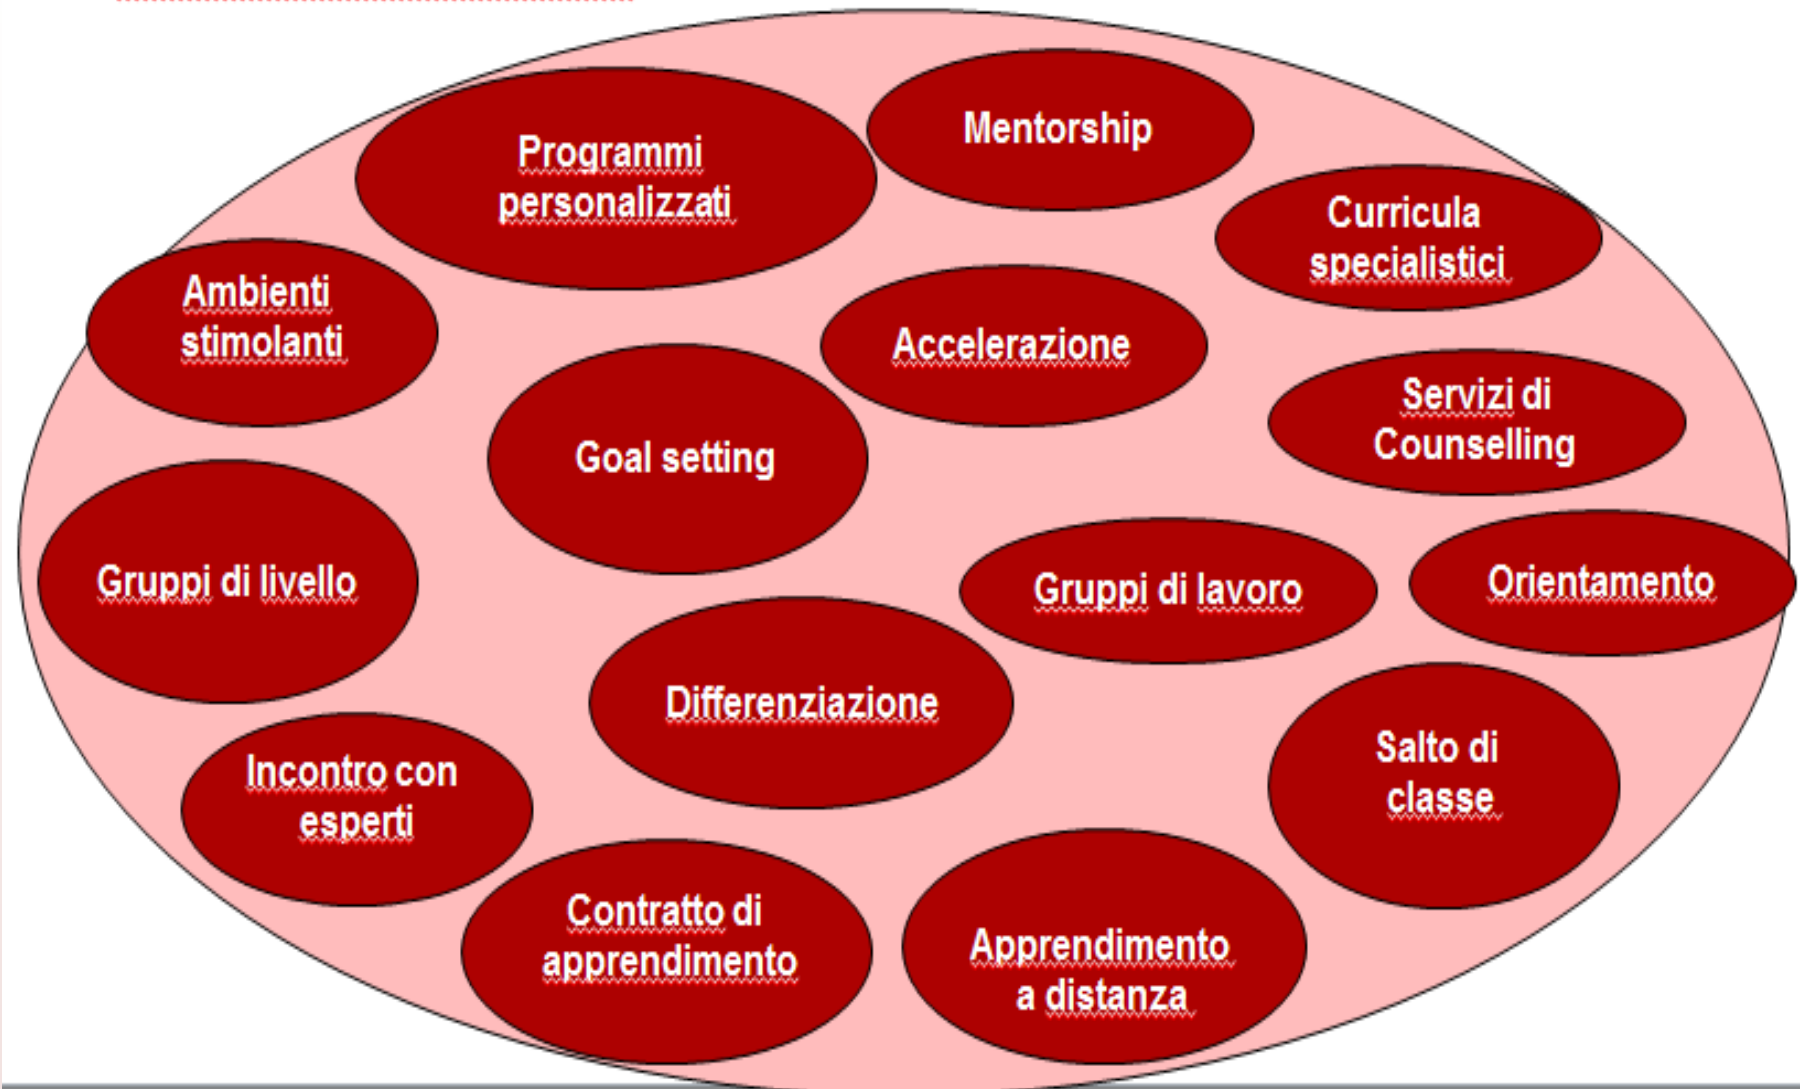 Mentorship
Programmi
personalizzati
Curricula
specialistici
Ambienti
stimolanti
Accelerazione
Servizi di
Counselling
Goal setting
Gruppi di livello
Gruppi di lavoro
Orientamento
Differenziazione
Salto di
classe
Incontro con
esperti
Contratto di
apprendimento
Apprendimento
a distanza